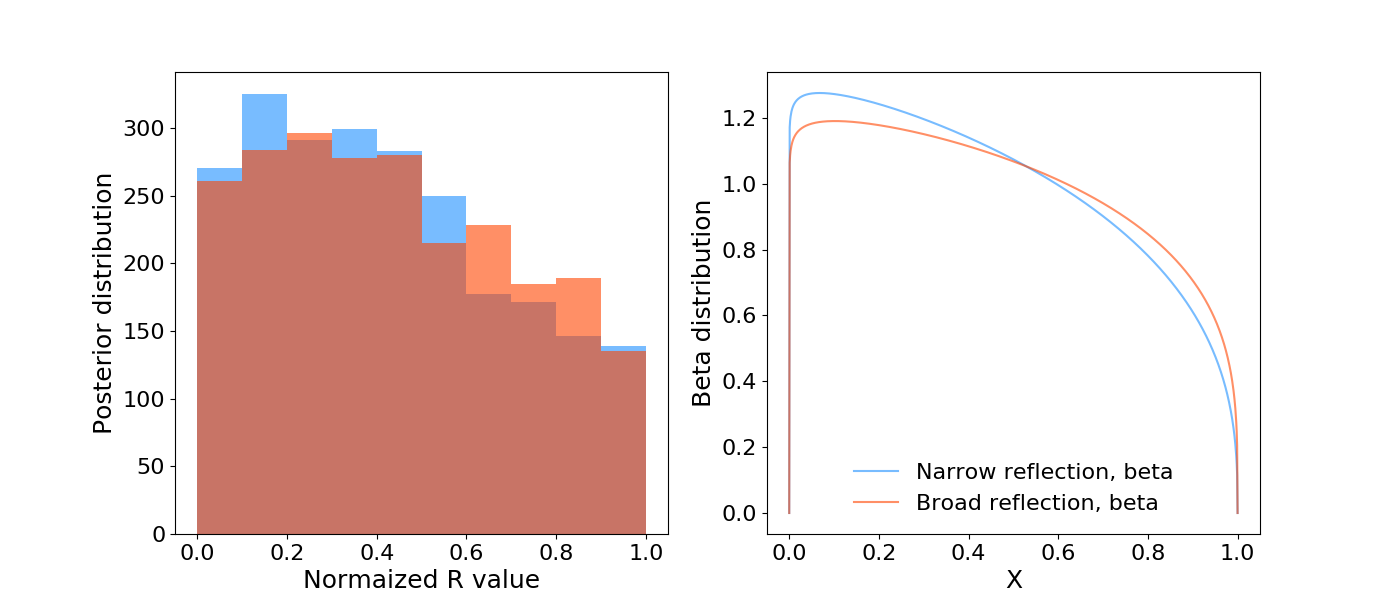 Posterior distribution
300
250
200
150
100
50
0
0.0 0.2 0.4 0.6 0.8 1.0
Normaized R value
Beta distribution
1.2
1.0
0.8
0.6
0.4
0.2
0.0
Narrow reflection, beta
Broad reflection, beta
0.0 0.2 0.4 0.6 0.8 1.0
X